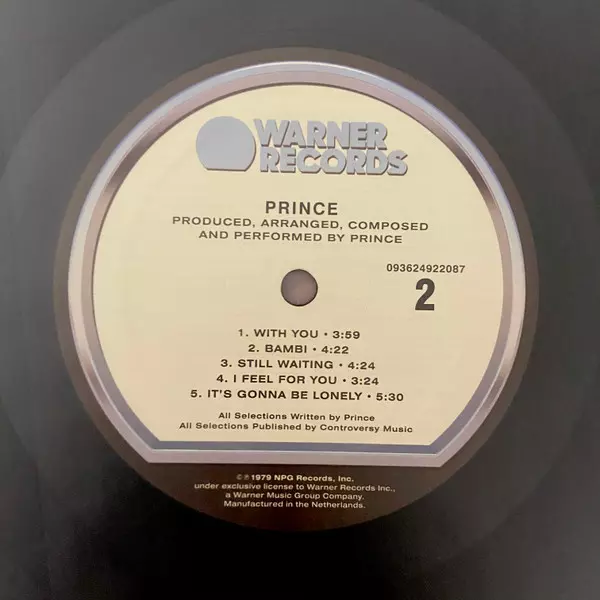 WARNER
RECORDS
PRINCE
PRODUCED, ARRANGED, COMPOSED
AND PERFORMED BY PRINCE
093624922087
2
1. WITH YOU • 3:59
2. BAMBI • 4:22
3. STILL WAITING • 4:24
4. I FEEL FOR YOU • 3:24
5. IT'S GONNA BE LONELY • 5:30
All Selections Written by Prince
All Selections Published by Controversy Music
©℗ 1979 NPG Records, Inc.
under exclusive license to Warner Records Inc.,
a Warner Music Group Company.
Manufactured in the Netherlands.